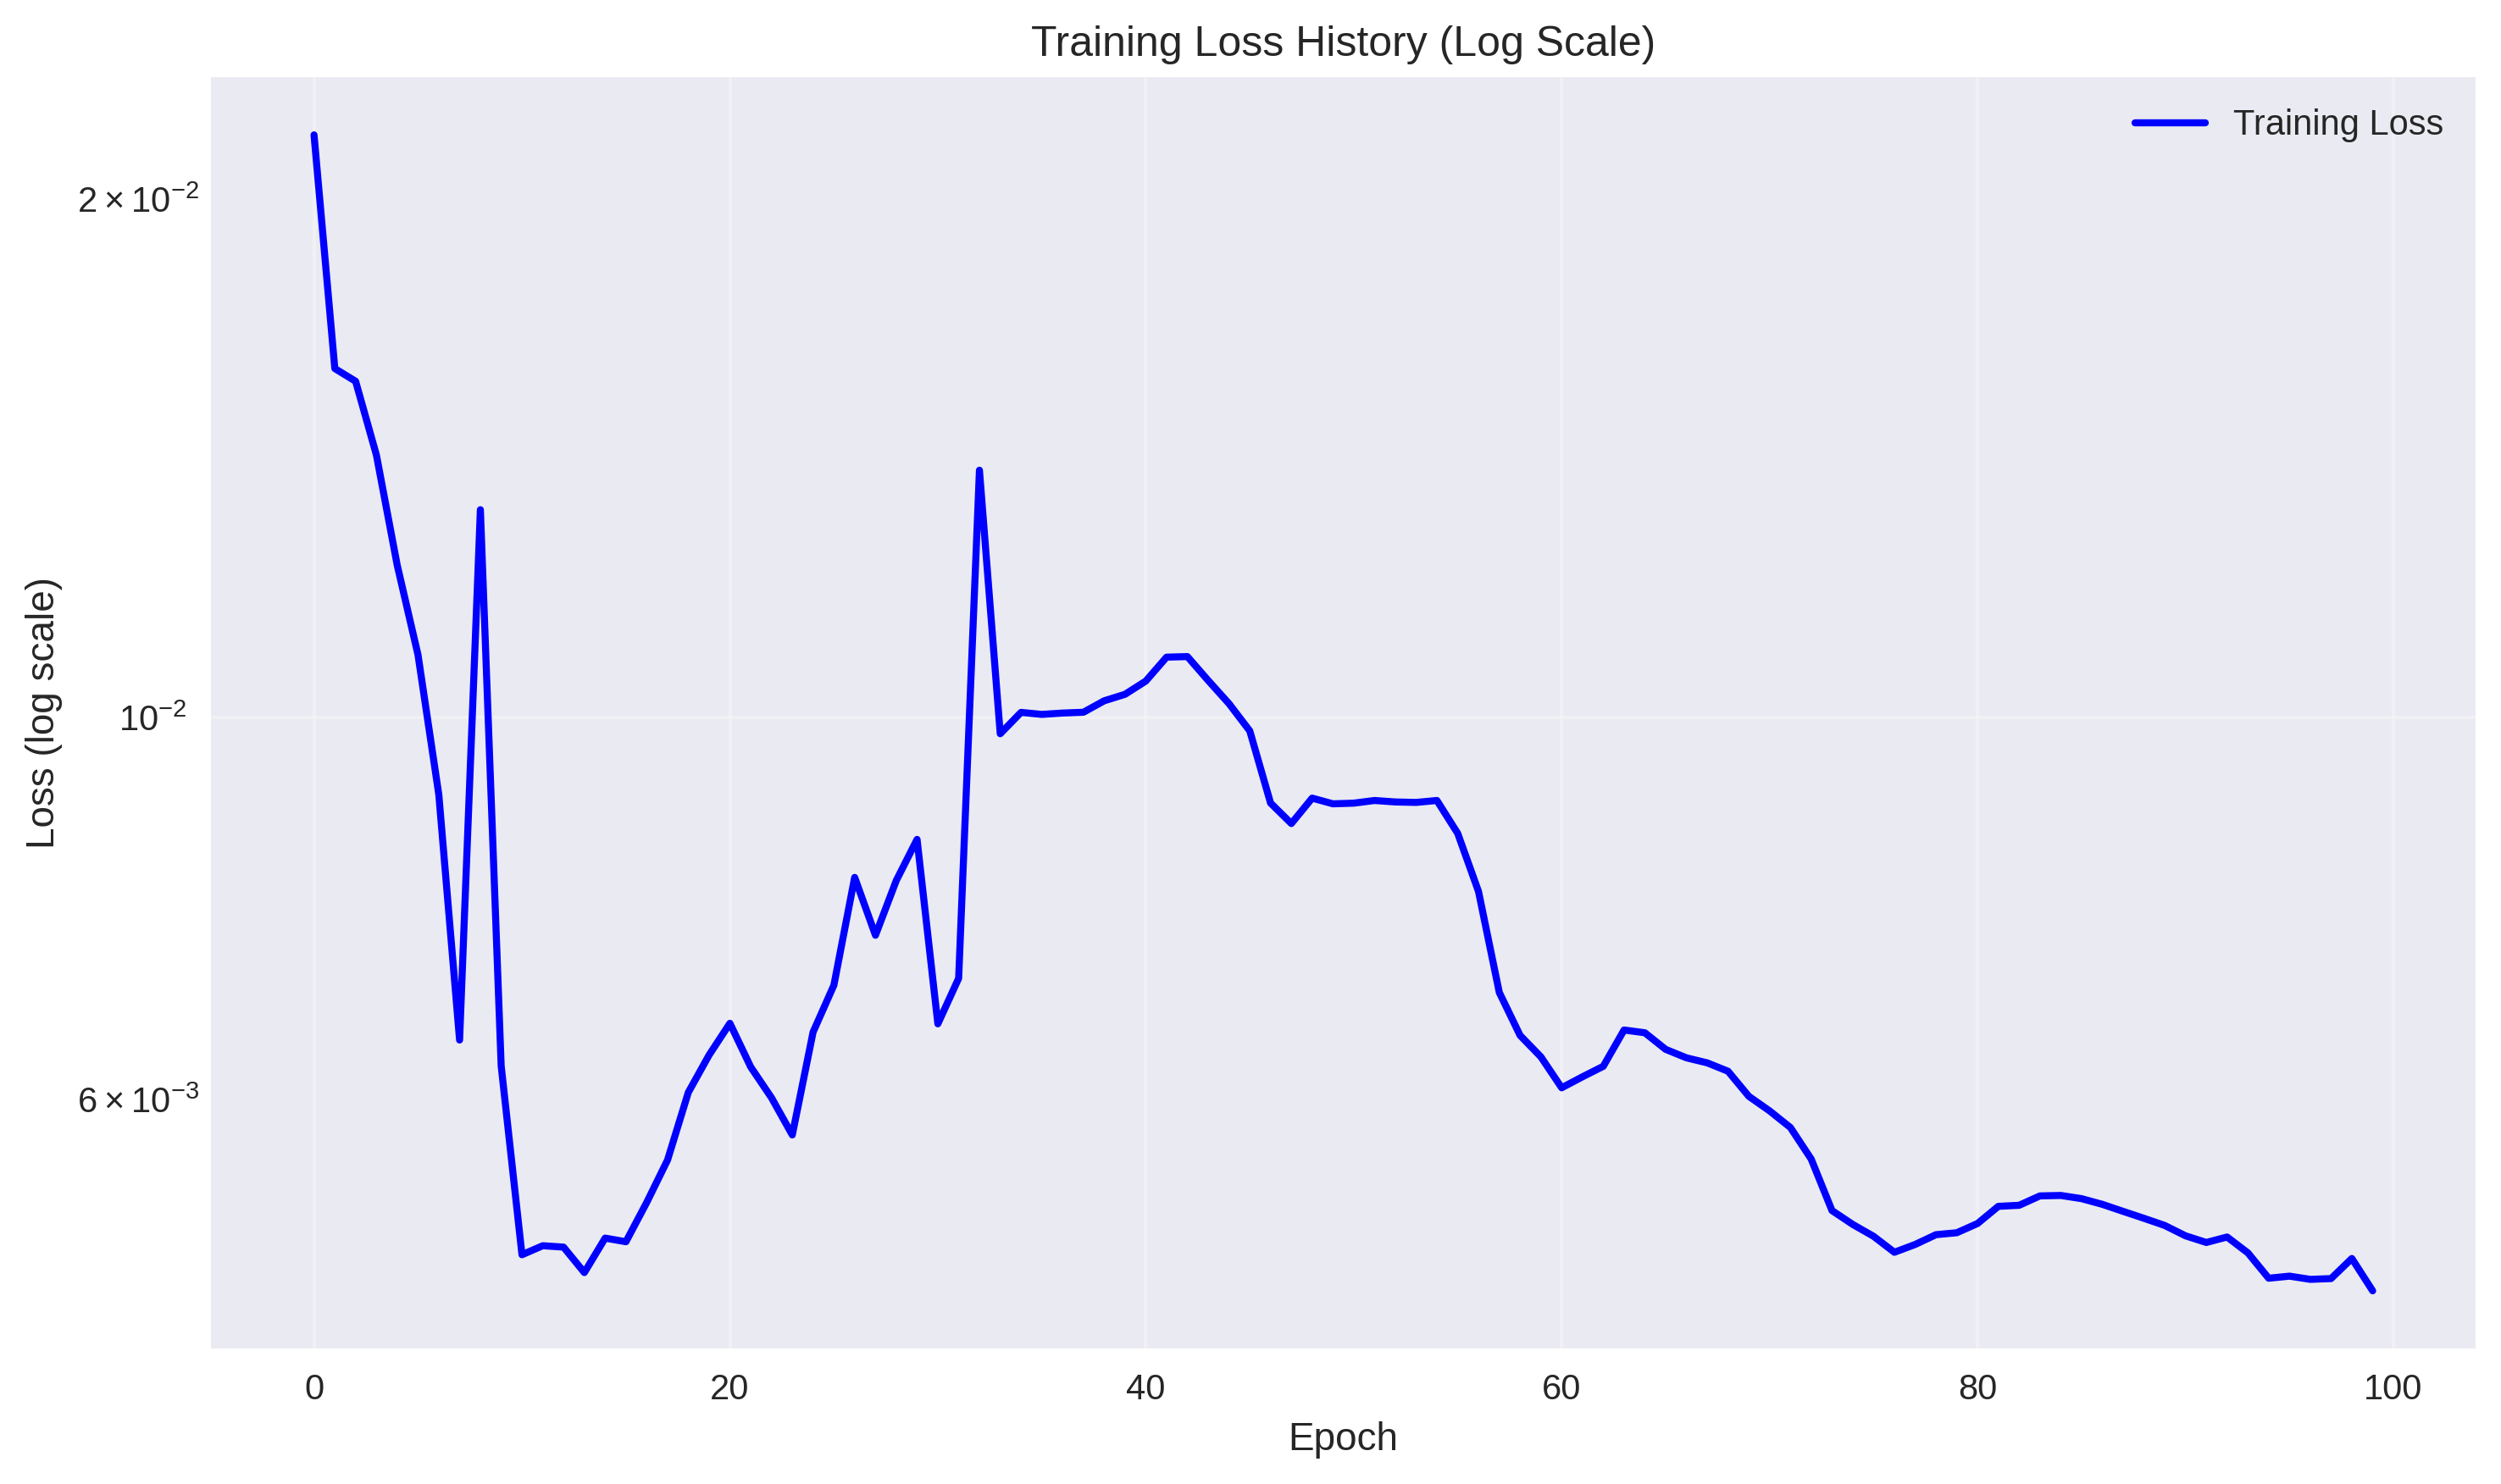 Training Loss History (Log Scale)
Training Loss
2 × 10⁻²
10⁻²
6 × 10⁻³
Loss (log scale)
0 20 40 60 80 100
Epoch